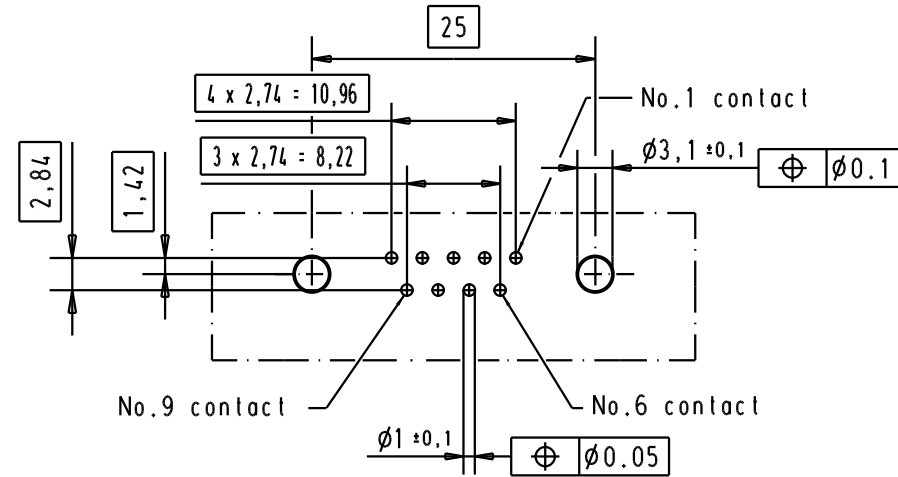 25
4 x 2,74 = 10,96
No.1 contact
3 x 2,74 = 8,22
Ø3,1 ±0,1
Ø0.1
2,84
1,42
No.9 contact
No.6 contact
Ø1 ±0,1
Ø0.05